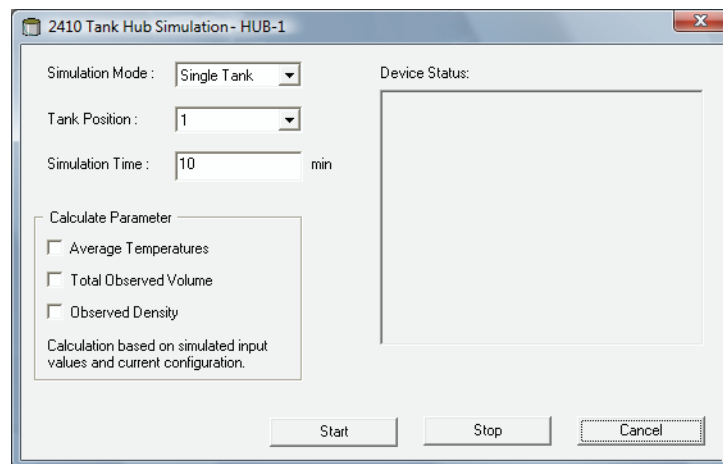 2410 Tank Hub Simulation - HUB-1
Simulation Mode :
Single Tank
Device Status:
Tank Position :
1
Simulation Time :
10
min
Calculate Parameter
Average Temperatures
Total Observed Volume
Observed Density
Calculation based on simulated input
values and current configuration.
Start
Stop
Cancel